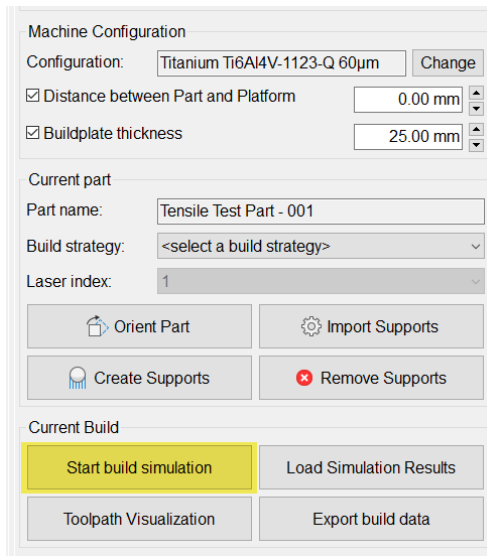 Machine Configuration
Configuration: Titanium Ti6Al4V-1123-Q 60µm Change
Distance between Part and Platform 0.00 mm
Buildplate thickness 25.00 mm
Current part
Part name: Tensile Test Part - 001
Build strategy: <select a build strategy>
Laser index: 1
Orient Part Import Supports
Create Supports Remove Supports
Current Build
Start build simulation Load Simulation Results
Toolpath Visualization Export build data